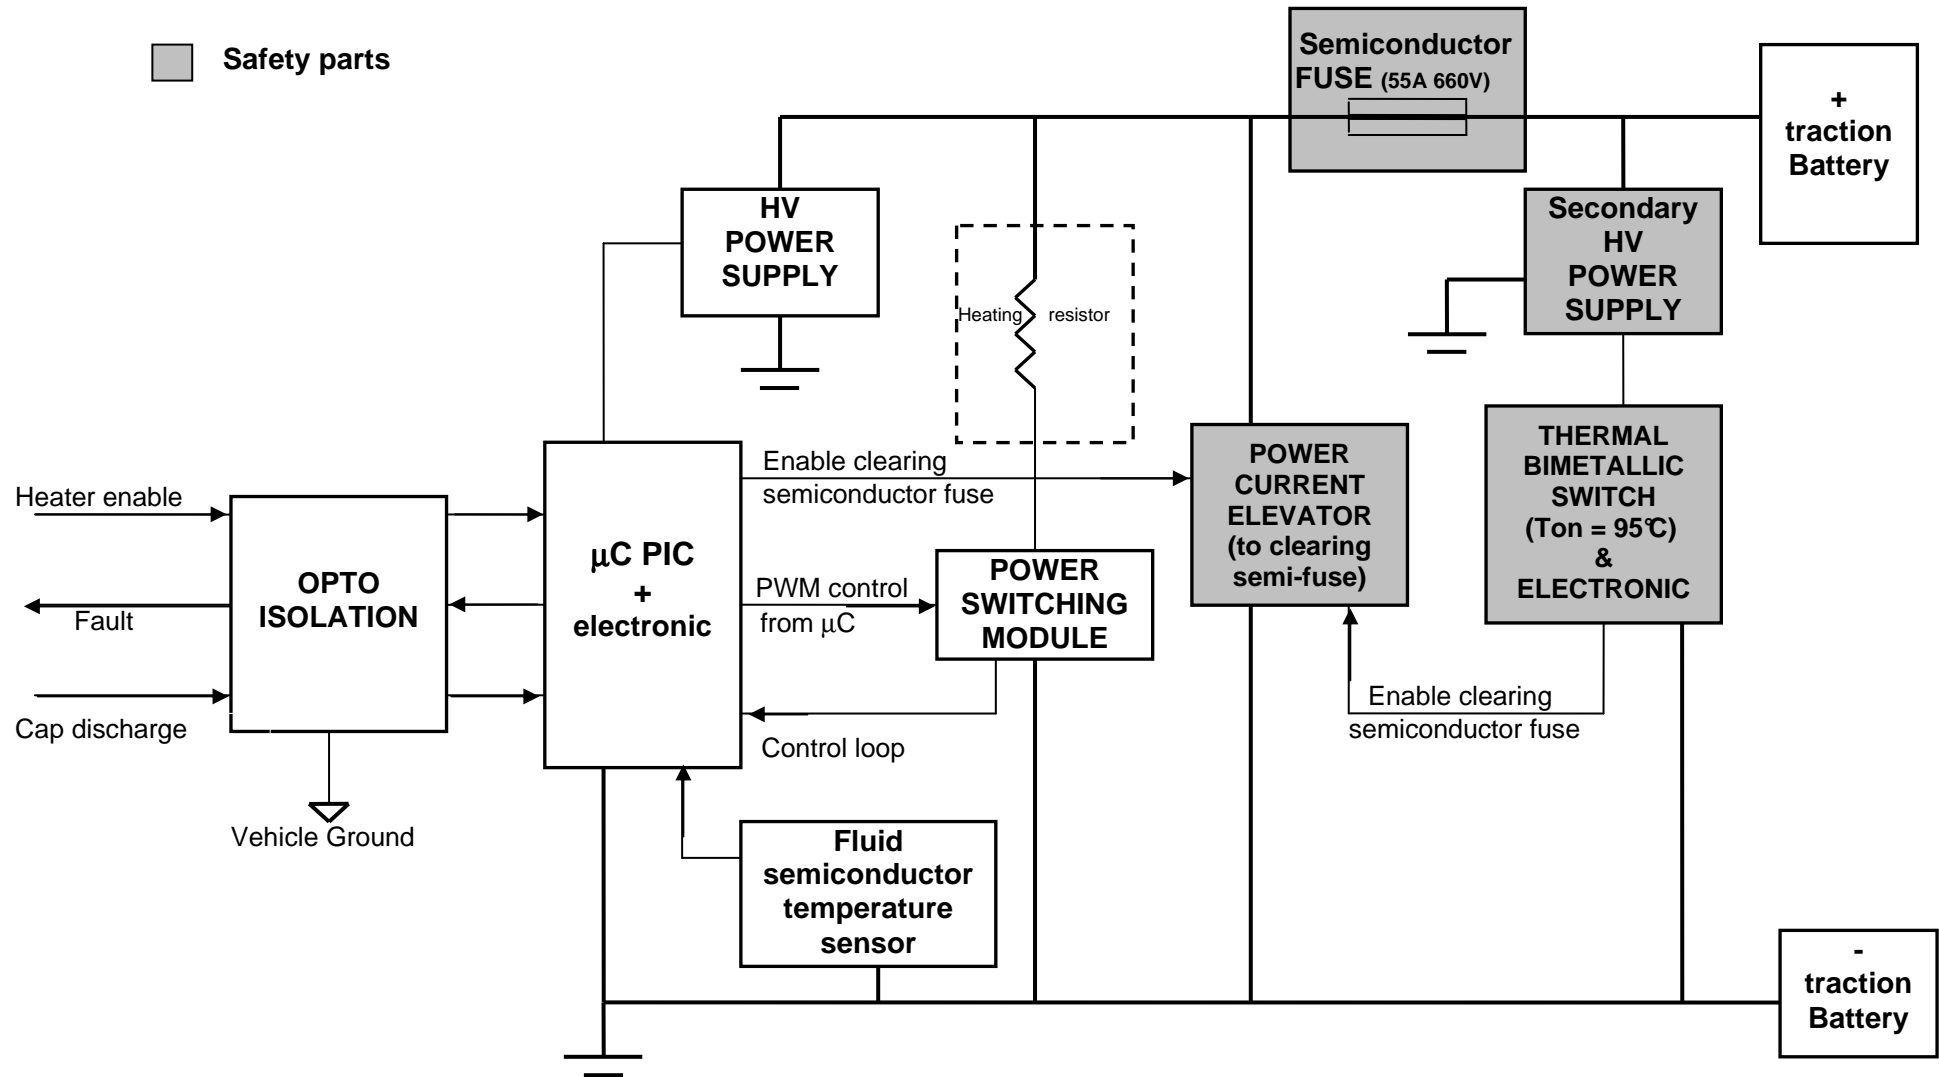 Safety parts
Semiconductor
FUSE (55A 660V)
+
traction
Battery
HV
POWER
SUPPLY
Secondary
HV
POWER
SUPPLY
Heating resistor
THERMAL
BIMETALLIC
SWITCH
(Ton = 95°C)
&
ELECTRONIC
POWER
CURRENT
ELEVATOR
(to clearing
semi-fuse)
Enable clearing
semiconductor fuse
Heater enable
OPTO
ISOLATION
Fault
Cap discharge
Vehicle Ground
µC PIC
+
electronic
PWM control
from µC
POWER
SWITCHING
MODULE
Control loop
Enable clearing
semiconductor fuse
Fluid
semiconductor
temperature
sensor
-
traction
Battery